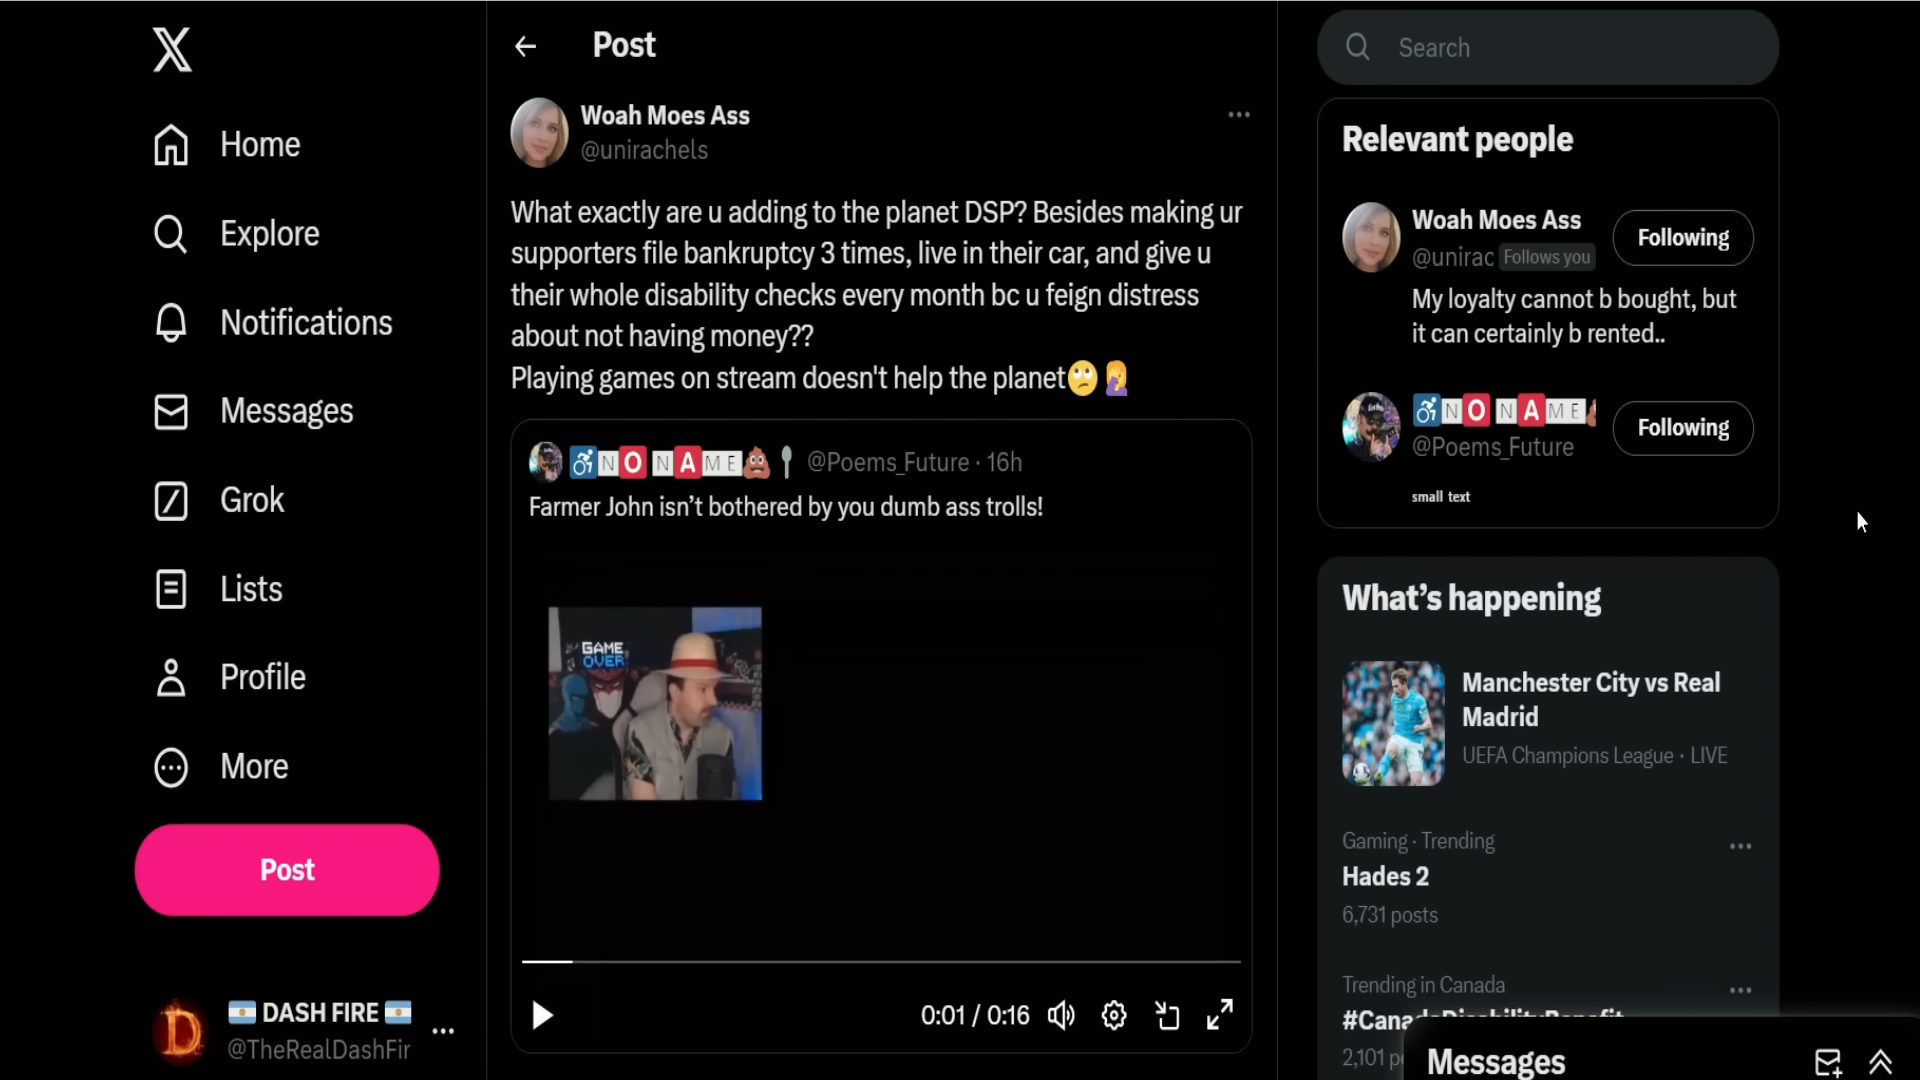 Home
Explore
Notifications
Messages
Grok
Lists
Profile
More
Post
DASH FIRE
@TheRealDashFir
Post
Woah Moes Ass
@unirachels
What exactly are u adding to the planet DSP? Besides making ur
supporters file bankruptcy 3 times, live in their car, and give u
their whole disability checks every month bc u feign distress
about not having money??
Playing games on stream doesn't help the planet🙄🤦‍♀️
♿NO NAME💩🥄 @Poems_Future · 16h
Farmer John isn’t bothered by you dumb ass trolls!
GAME
OVER
0:01 / 0:16
Search
Relevant people
Woah Moes Ass
@unirac Follows you
Following
My loyalty cannot b bought, but
it can certainly b rented..
♿NO NAME
@Poems_Future
Following
small text
What’s happening
Manchester City vs Real
Madrid
UEFA Champions League · LIVE
Gaming · Trending
Hades 2
6,731 posts
Trending in Canada
#CanadaDisabilityBenefit
2,101
Messages